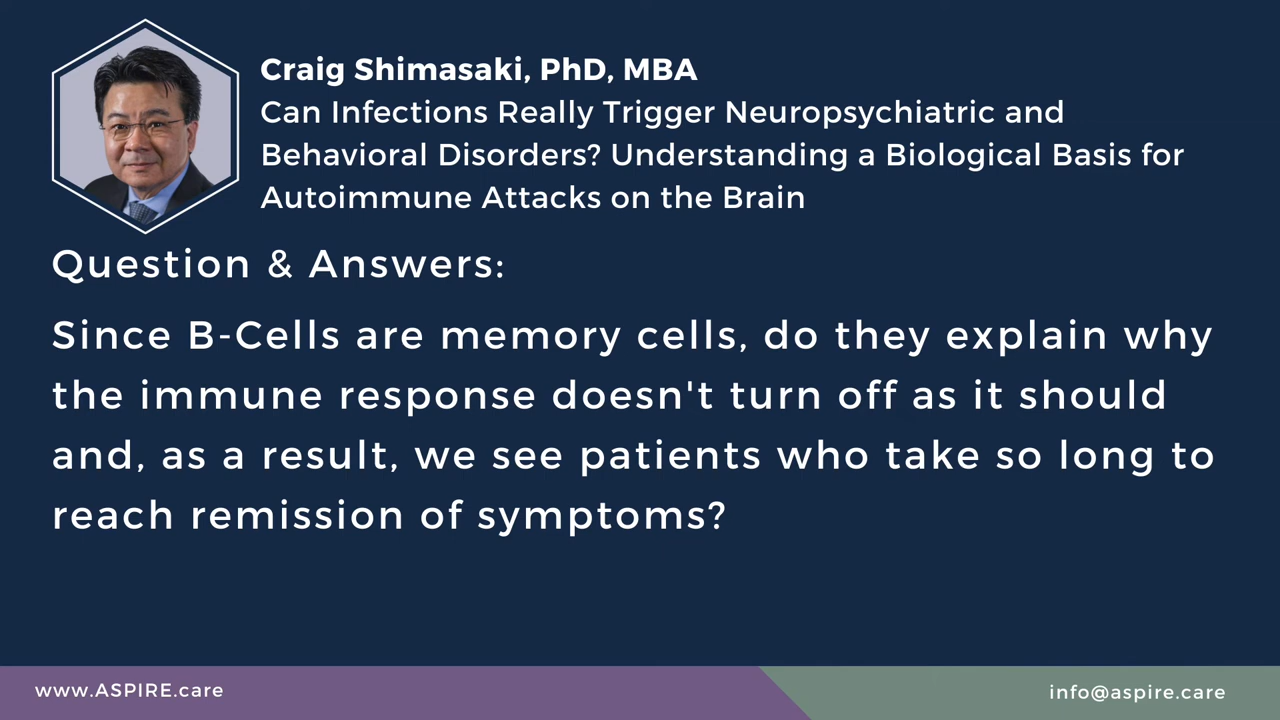 Craig Shimasaki, PhD, MBA
Can Infections Really Trigger Neuropsychiatric and
Behavioral Disorders? Understanding a Biological Basis for
Autoimmune Attacks on the Brain
Question & Answers:
Since B-Cells are memory cells, do they explain why
the immune response doesn't turn off as it should
and, as a result, we see patients who take so long to
reach remission of symptoms?
www.ASPIRE.care
info@aspire.care